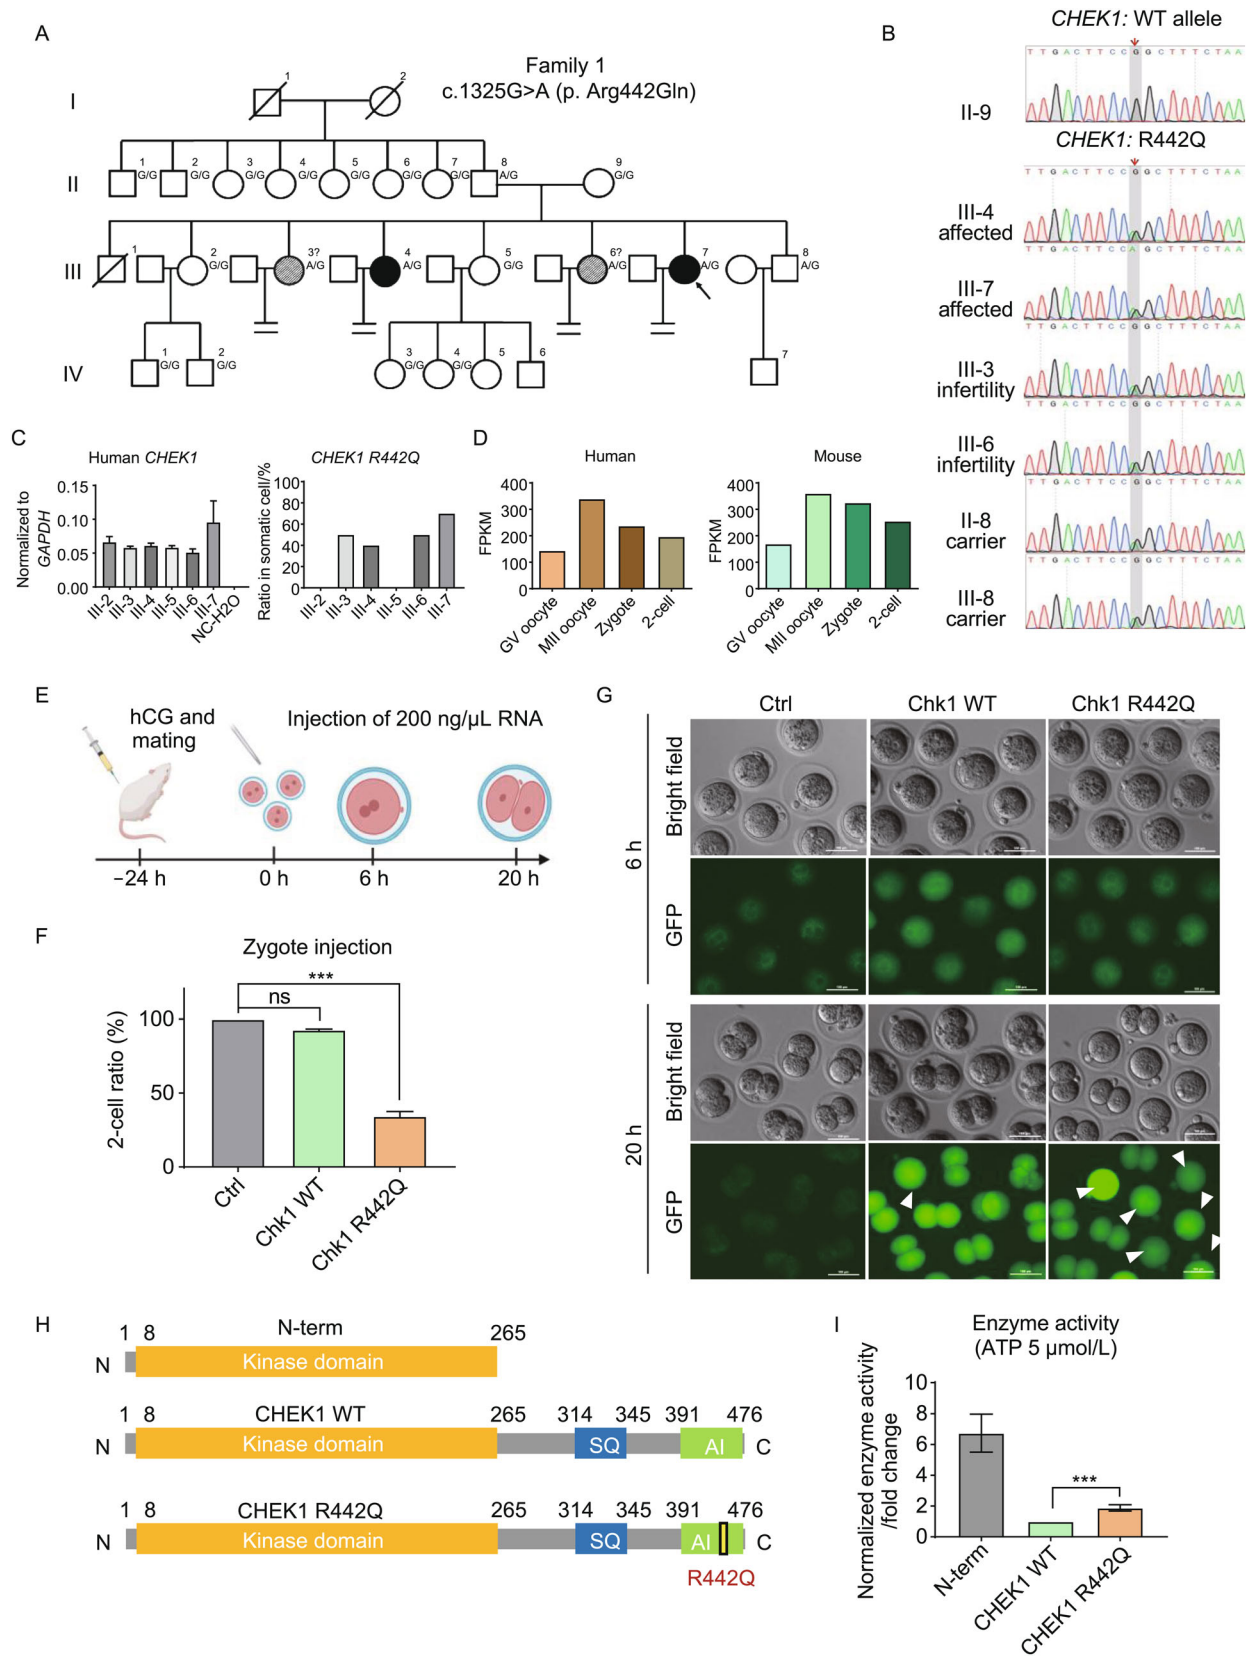 A
Family 1
c.1325G>A (p. Arg442Gln)
I
1
2
II
1
G/G
2
G/G
3
G/G
4
G/G
5
G/G
6
G/G
7
G/G
8
A/G
9
G/G
III
1
2
G/G
3?
A/G
4
A/G
5
G/G
6?
A/G
7
A/G
8
A/G
IV
1
G/G
2
G/G
3
G/G
4
G/G
5
6
7
B
CHEK1: WT allele
T T G A C T T C C G G C T T T C T A A
II-9
CHEK1: R442Q
T T G A C T T C C G G C T T T C T A A
III-4
affected
T T G A C T T C C A G C T T T C T A A
III-7
affected
T T G A C T T C C G G C T T T C T A A
III-3
infertility
T T G A C T T C C G G C T T T C T A A
III-6
infertility
T T G A C T T C C G G C T T T C T A A
II-8
carrier
T T G A C T T C C G G C T T T C T A A
III-8
carrier
C
Human CHEK1
Normalized to
GAPDH
0.15
0.10
0.05
0.00
III-2
III-3
III-4
III-5
III-6
III-7
NC-H2O
CHEK1 R442Q
Ratio in somatic cell/%
100
80
60
40
20
0
III-2
III-3
III-4
III-5
III-6
III-7
D
Human
FPKM
400
300
200
100
0
GV oocyte
MII oocyte
Zygote
2-cell
Mouse
FPKM
400
300
200
100
0
GV oocyte
MII oocyte
Zygote
2-cell
E
hCG and
mating
Injection of 200 ng/µL RNA
−24 h
0 h
6 h
20 h
F
Zygote injection
***
ns
2-cell ratio (%)
100
50
0
Ctrl
Chk1 WT
Chk1 R442Q
G
Ctrl
Chk1 WT
Chk1 R442Q
6 h
Bright field
GFP
20 h
Bright field
GFP
H
1 8
N-term
265
N
Kinase domain
1 8
CHEK1 WT
265
314
345
391
476
N
Kinase domain
SQ
AI
C
1 8
CHEK1 R442Q
265
314
345
391
476
N
Kinase domain
SQ
AI
C
R442Q
I
Enzyme activity
(ATP 5 µmol/L)
Normalized enzyme activity
/fold change
10
8
6
4
2
0
***
N-term
CHEK1 WT
CHEK1 R442Q